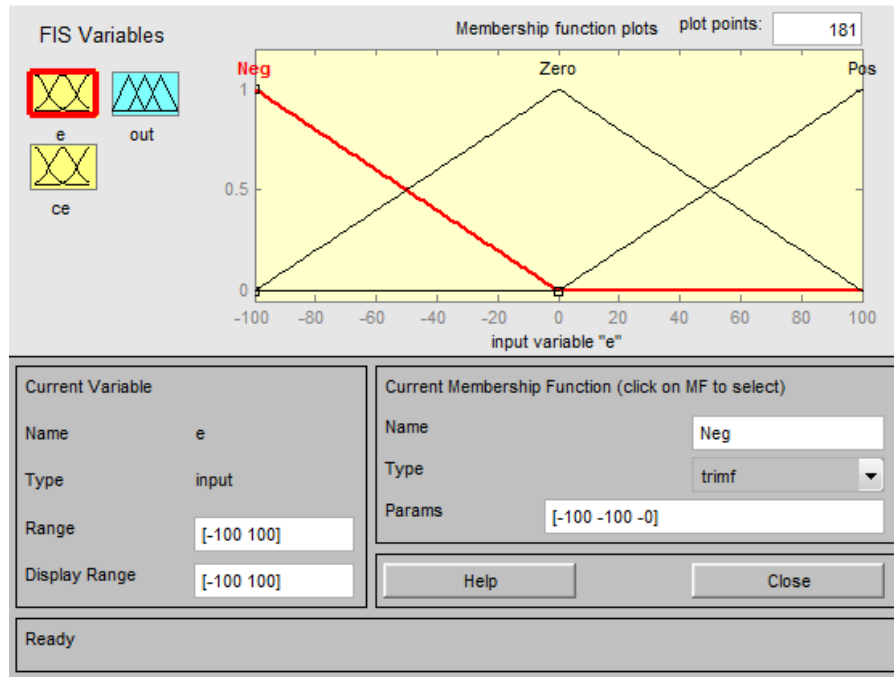 FIS Variables
Membership function plots plot points: 181
Neg Zero Pos
1
e out
0.5
ce
0
-100 -80 -60 -40 -20 0 20 40 60 80 100
input variable "e"
Current Variable
Name e
Type input
Range [-100 100]
Display Range [-100 100]
Current Membership Function (click on MF to select)
Name Neg
Type trimf
Params [-100 -100 -0]
Help Close
Ready